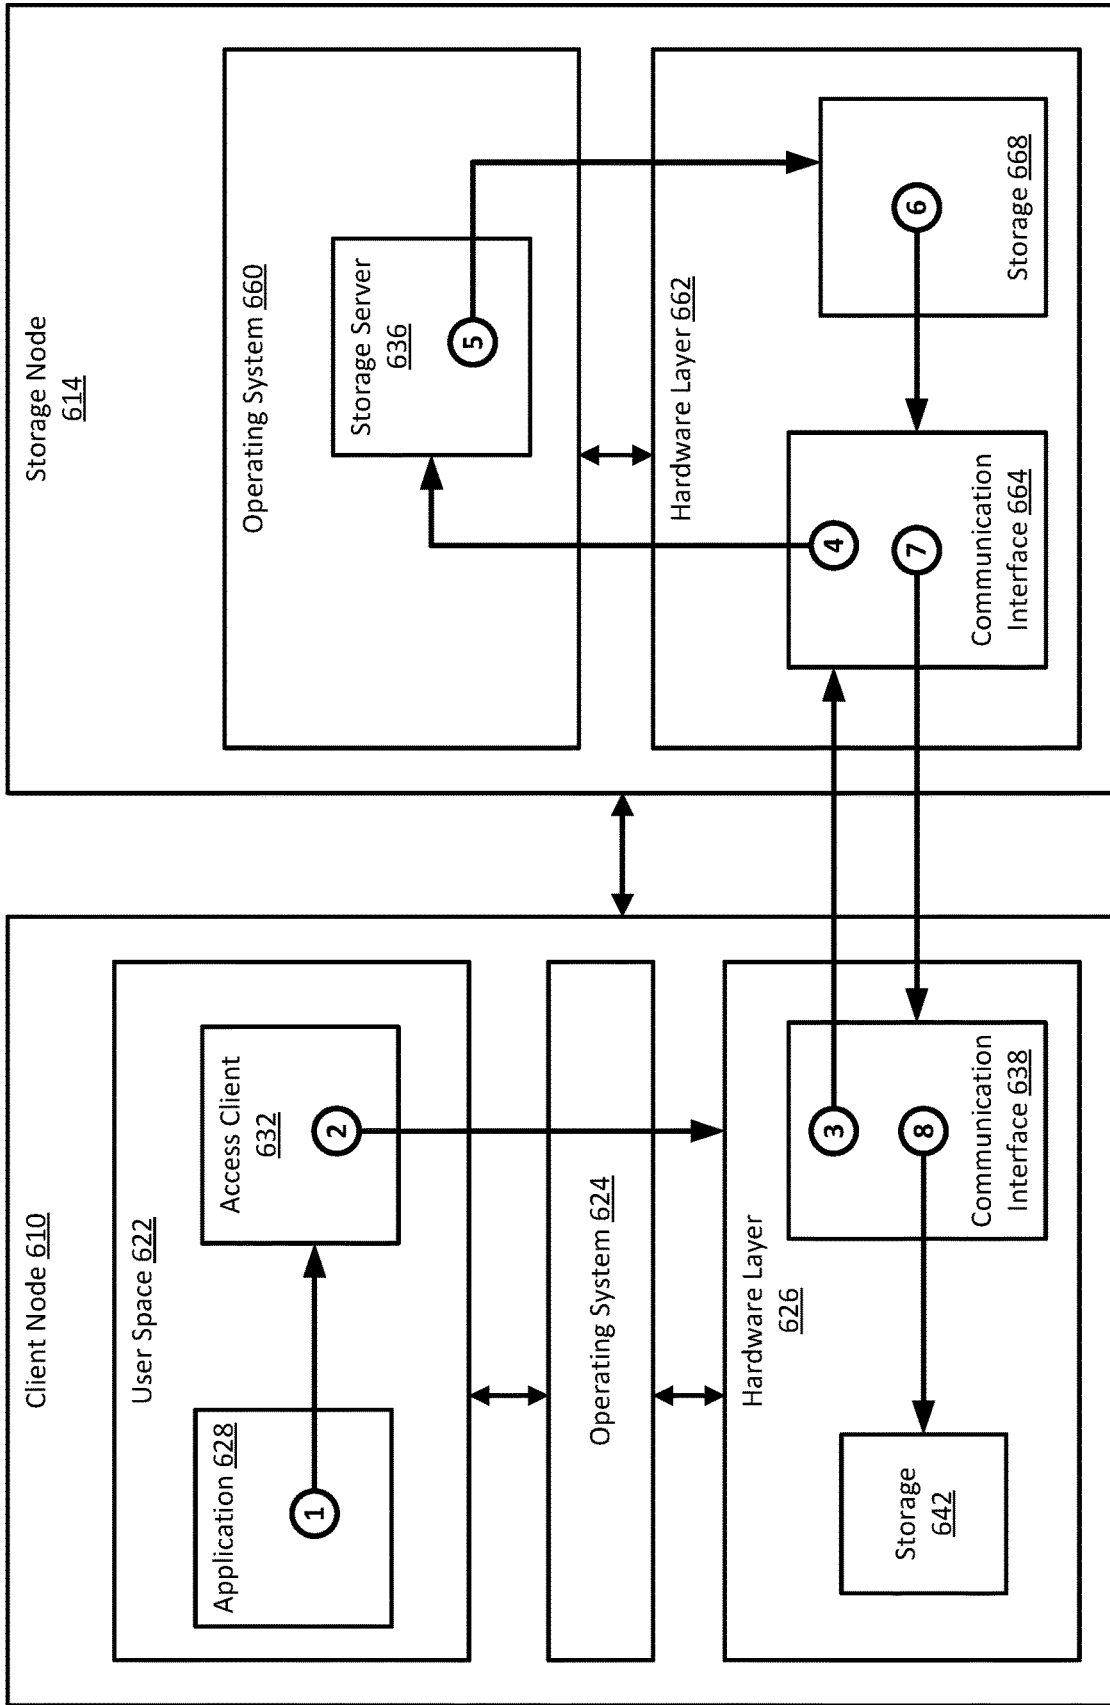 Client Node 610
User Space 622
Application 628
1
Access Client
632
2
Operating System 624
Hardware Layer
626
Storage
642
3
8
Communication
Interface 638
Storage Node
614
Operating System 660
Storage Server
636
5
Hardware Layer 662
4
7
Communication
Interface 664
6
Storage 668